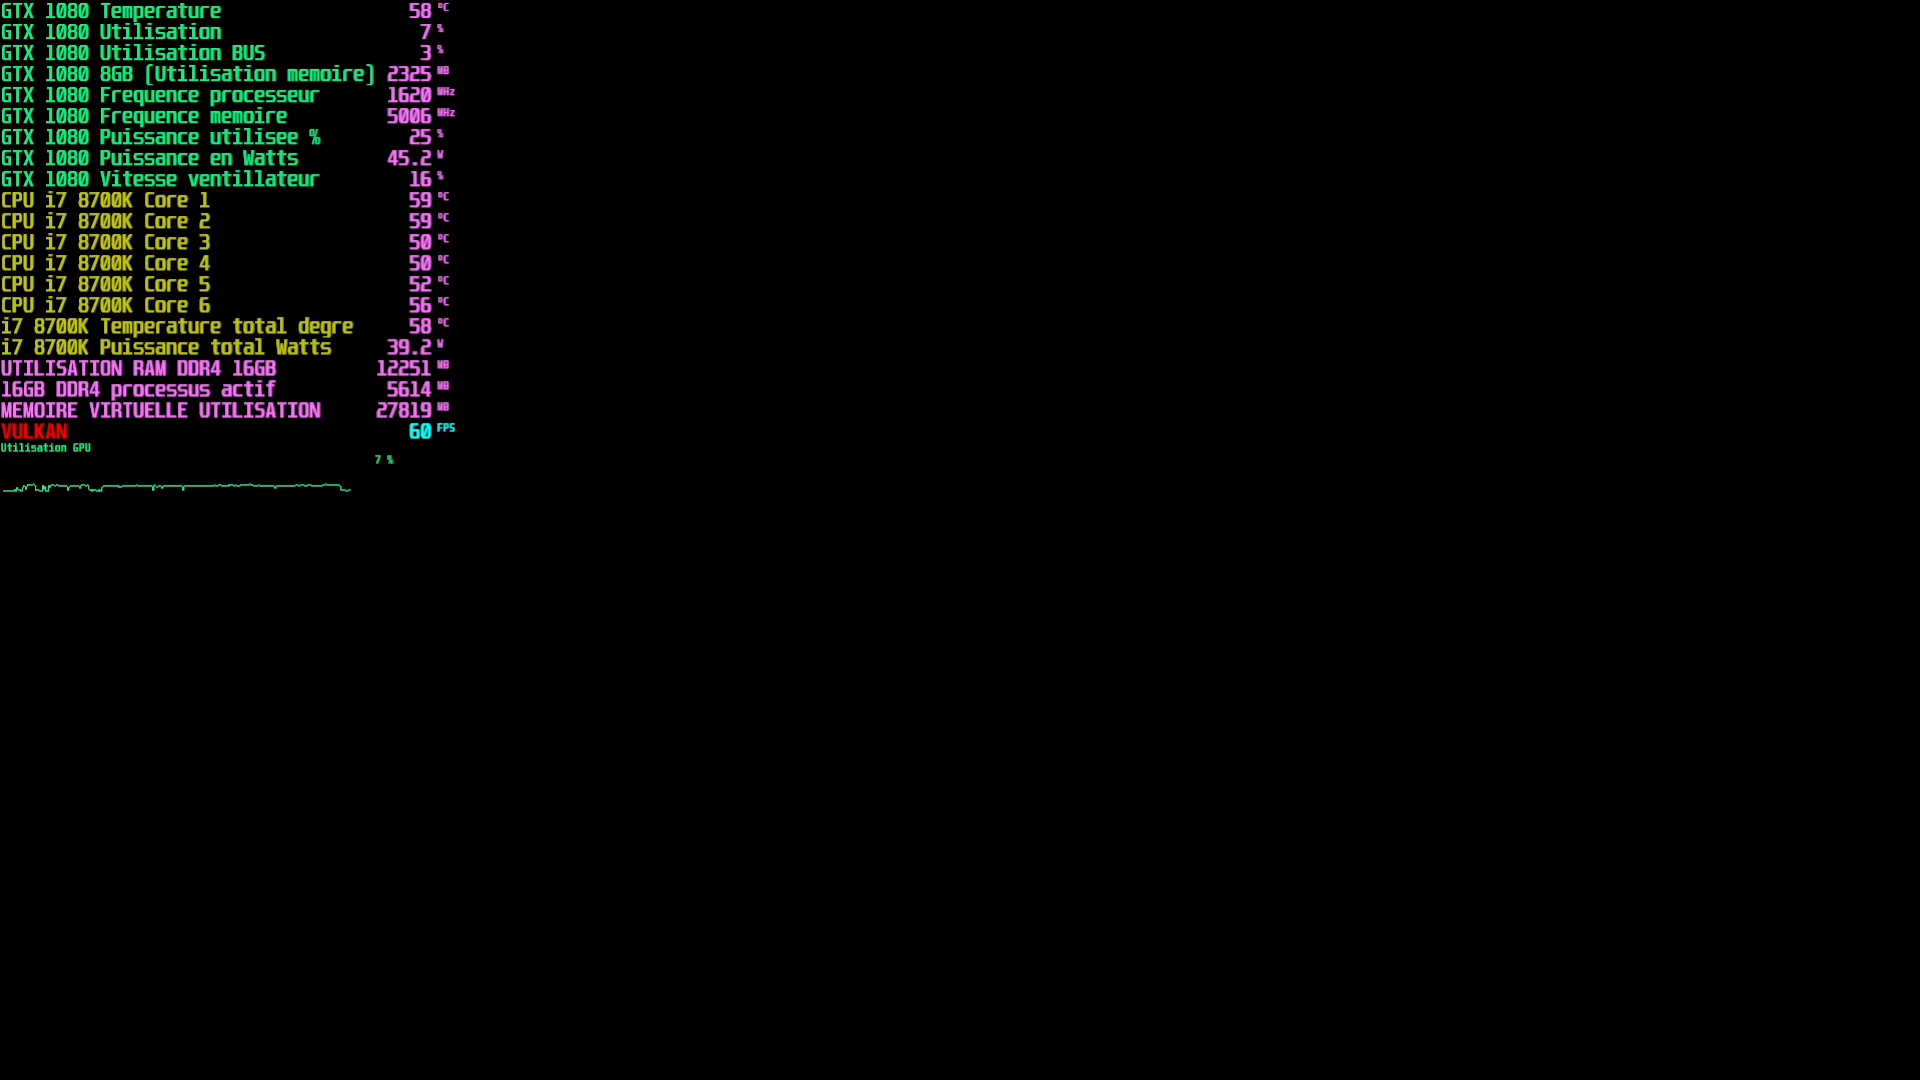 GTX 1080 Temperature 58 °C
GTX 1080 Utilisation 7 %
GTX 1080 Utilisation BUS 3 %
GTX 1080 8GB [Utilisation memoire] 2325 MB
GTX 1080 Frequence processeur 1620 MHz
GTX 1080 Frequence memoire 5006 MHz
GTX 1080 Puissance utilisee % 25 %
GTX 1080 Puissance en Watts 45.2 W
GTX 1080 Vitesse ventillateur 16 %
CPU i7 8700K Core 1 59 °C
CPU i7 8700K Core 2 59 °C
CPU i7 8700K Core 3 50 °C
CPU i7 8700K Core 4 50 °C
CPU i7 8700K Core 5 52 °C
CPU i7 8700K Core 6 56 °C
i7 8700K Temperature total degre 58 °C
i7 8700K Puissance total Watts 39.2 W
UTILISATION RAM DDR4 16GB 12251 MB
16GB DDR4 processus actif 5614 MB
MEMOIRE VIRTUELLE UTILISATION 27819 MB
VULKAN 60 FPS
Utilisation GPU
7 %